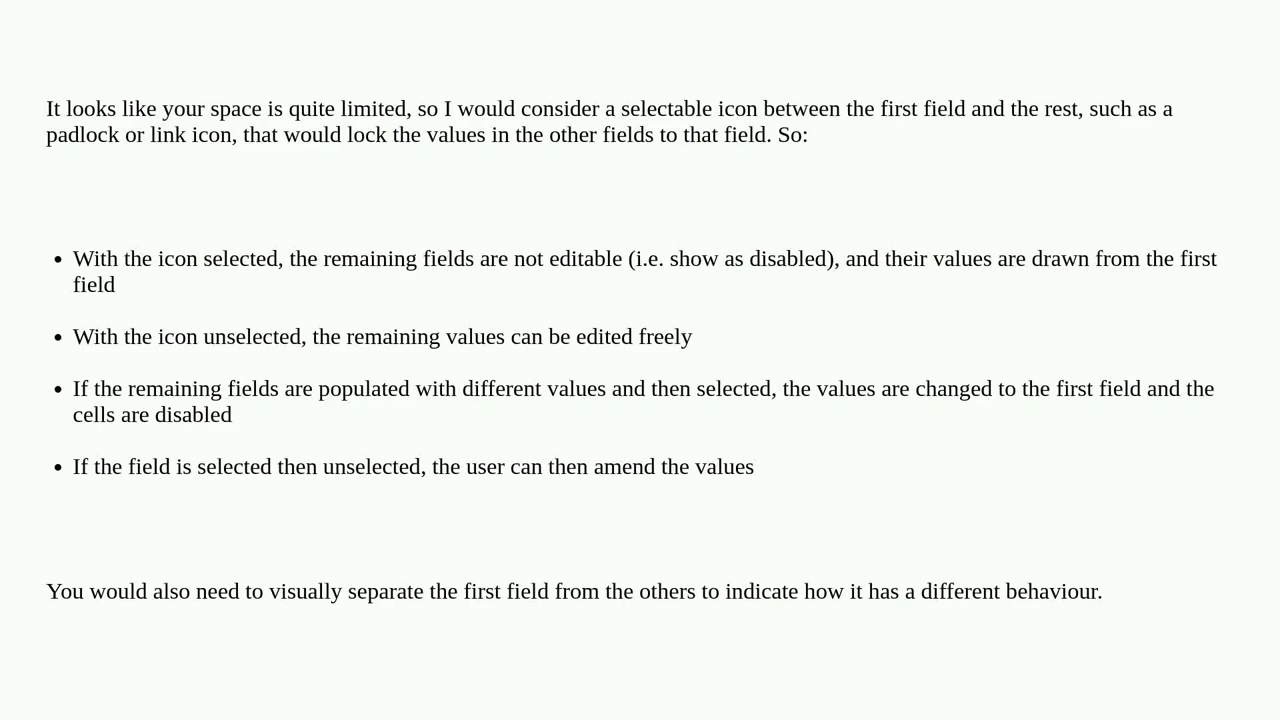 It looks like your space is quite limited, so I would consider a selectable icon between the first field and the rest, such as a
padlock or link icon, that would lock the values in the other fields to that field. So:
• With the icon selected, the remaining fields are not editable (i.e. show as disabled), and their values are drawn from the first
field
• With the icon unselected, the remaining values can be edited freely
• If the remaining fields are populated with different values and then selected, the values are changed to the first field and the
cells are disabled
• If the field is selected then unselected, the user can then amend the values
You would also need to visually separate the first field from the others to indicate how it has a different behaviour.